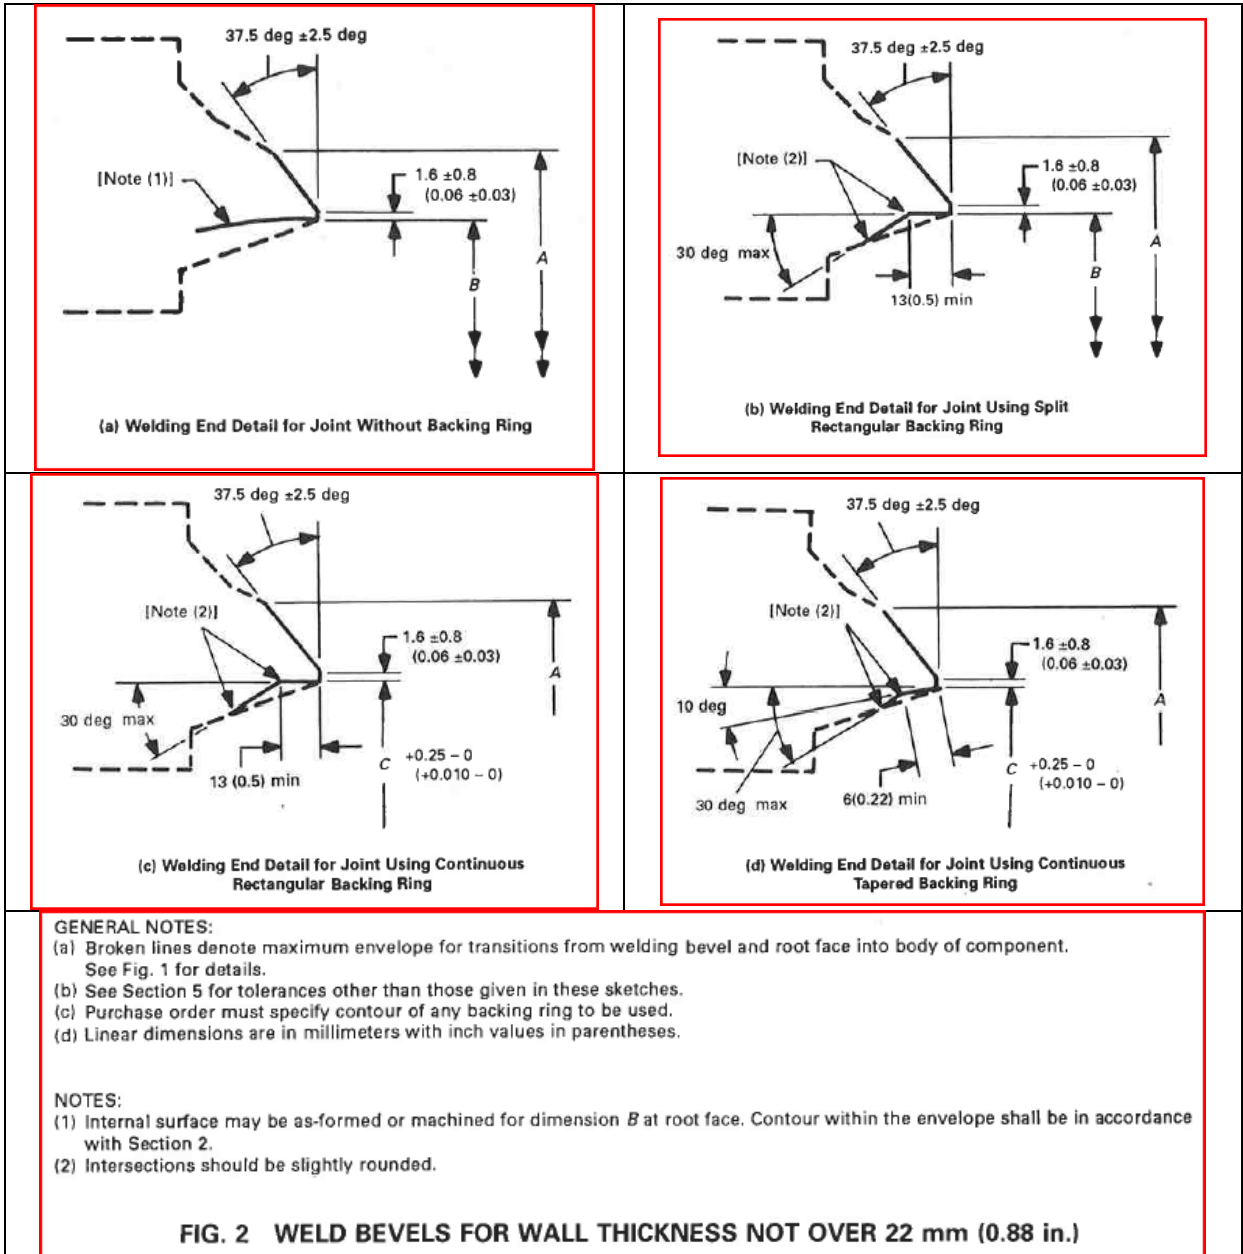 37.5 deg ±2.5 deg
[Note (1)]
1.6 ±0.8
(0.06 ±0.03)
A
B
(a) Welding End Detail for Joint Without Backing Ring
37.5 deg ±2.5 deg
[Note (2)]
1.6 ±0.8
(0.06 ±0.03)
A
30 deg max
B
13(0.5) min
(b) Welding End Detail for Joint Using Split
Rectangular Backing Ring
37.5 deg ±2.5 deg
[Note (2)]
1.6 ±0.8
(0.06 ±0.03)
A
30 deg max
C +0.25 – 0
(+0.010 – 0)
13 (0.5) min
(c) Welding End Detail for Joint Using Continuous
Rectangular Backing Ring
37.5 deg ±2.5 deg
[Note (2)]
1.6 ±0.8
(0.06 ±0.03)
A
10 deg
C +0.25 – 0
(+0.010 – 0)
30 deg max
6(0.22) min
(d) Welding End Detail for Joint Using Continuous
Tapered Backing Ring
GENERAL NOTES:
(a) Broken lines denote maximum envelope for transitions from welding bevel and root face into body of component.
See Fig. 1 for details.
(b) See Section 5 for tolerances other than those given in these sketches.
(c) Purchase order must specify contour of any backing ring to be used.
(d) Linear dimensions are in millimeters with inch values in parentheses.
NOTES:
(1) Internal surface may be as-formed or machined for dimension B at root face. Contour within the envelope shall be in accordance
with Section 2.
(2) Intersections should be slightly rounded.
FIG. 2 WELD BEVELS FOR WALL THICKNESS NOT OVER 22 mm (0.88 in.)